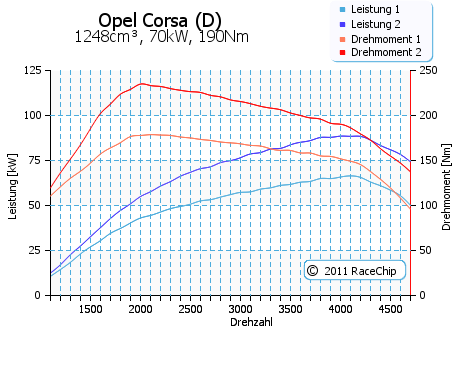 Opel Corsa (D)
1248cm³, 70kW, 190Nm
Leistung 1
Leistung 2
Drehmoment 1
Drehmoment 2
125
100
75
50
25
0
Leistung [kW]
250
200
150
100
50
0
Drehmoment [Nm]
© 2011 RaceChip
1500 2000 2500 3000 3500 4000 4500
Drehzahl